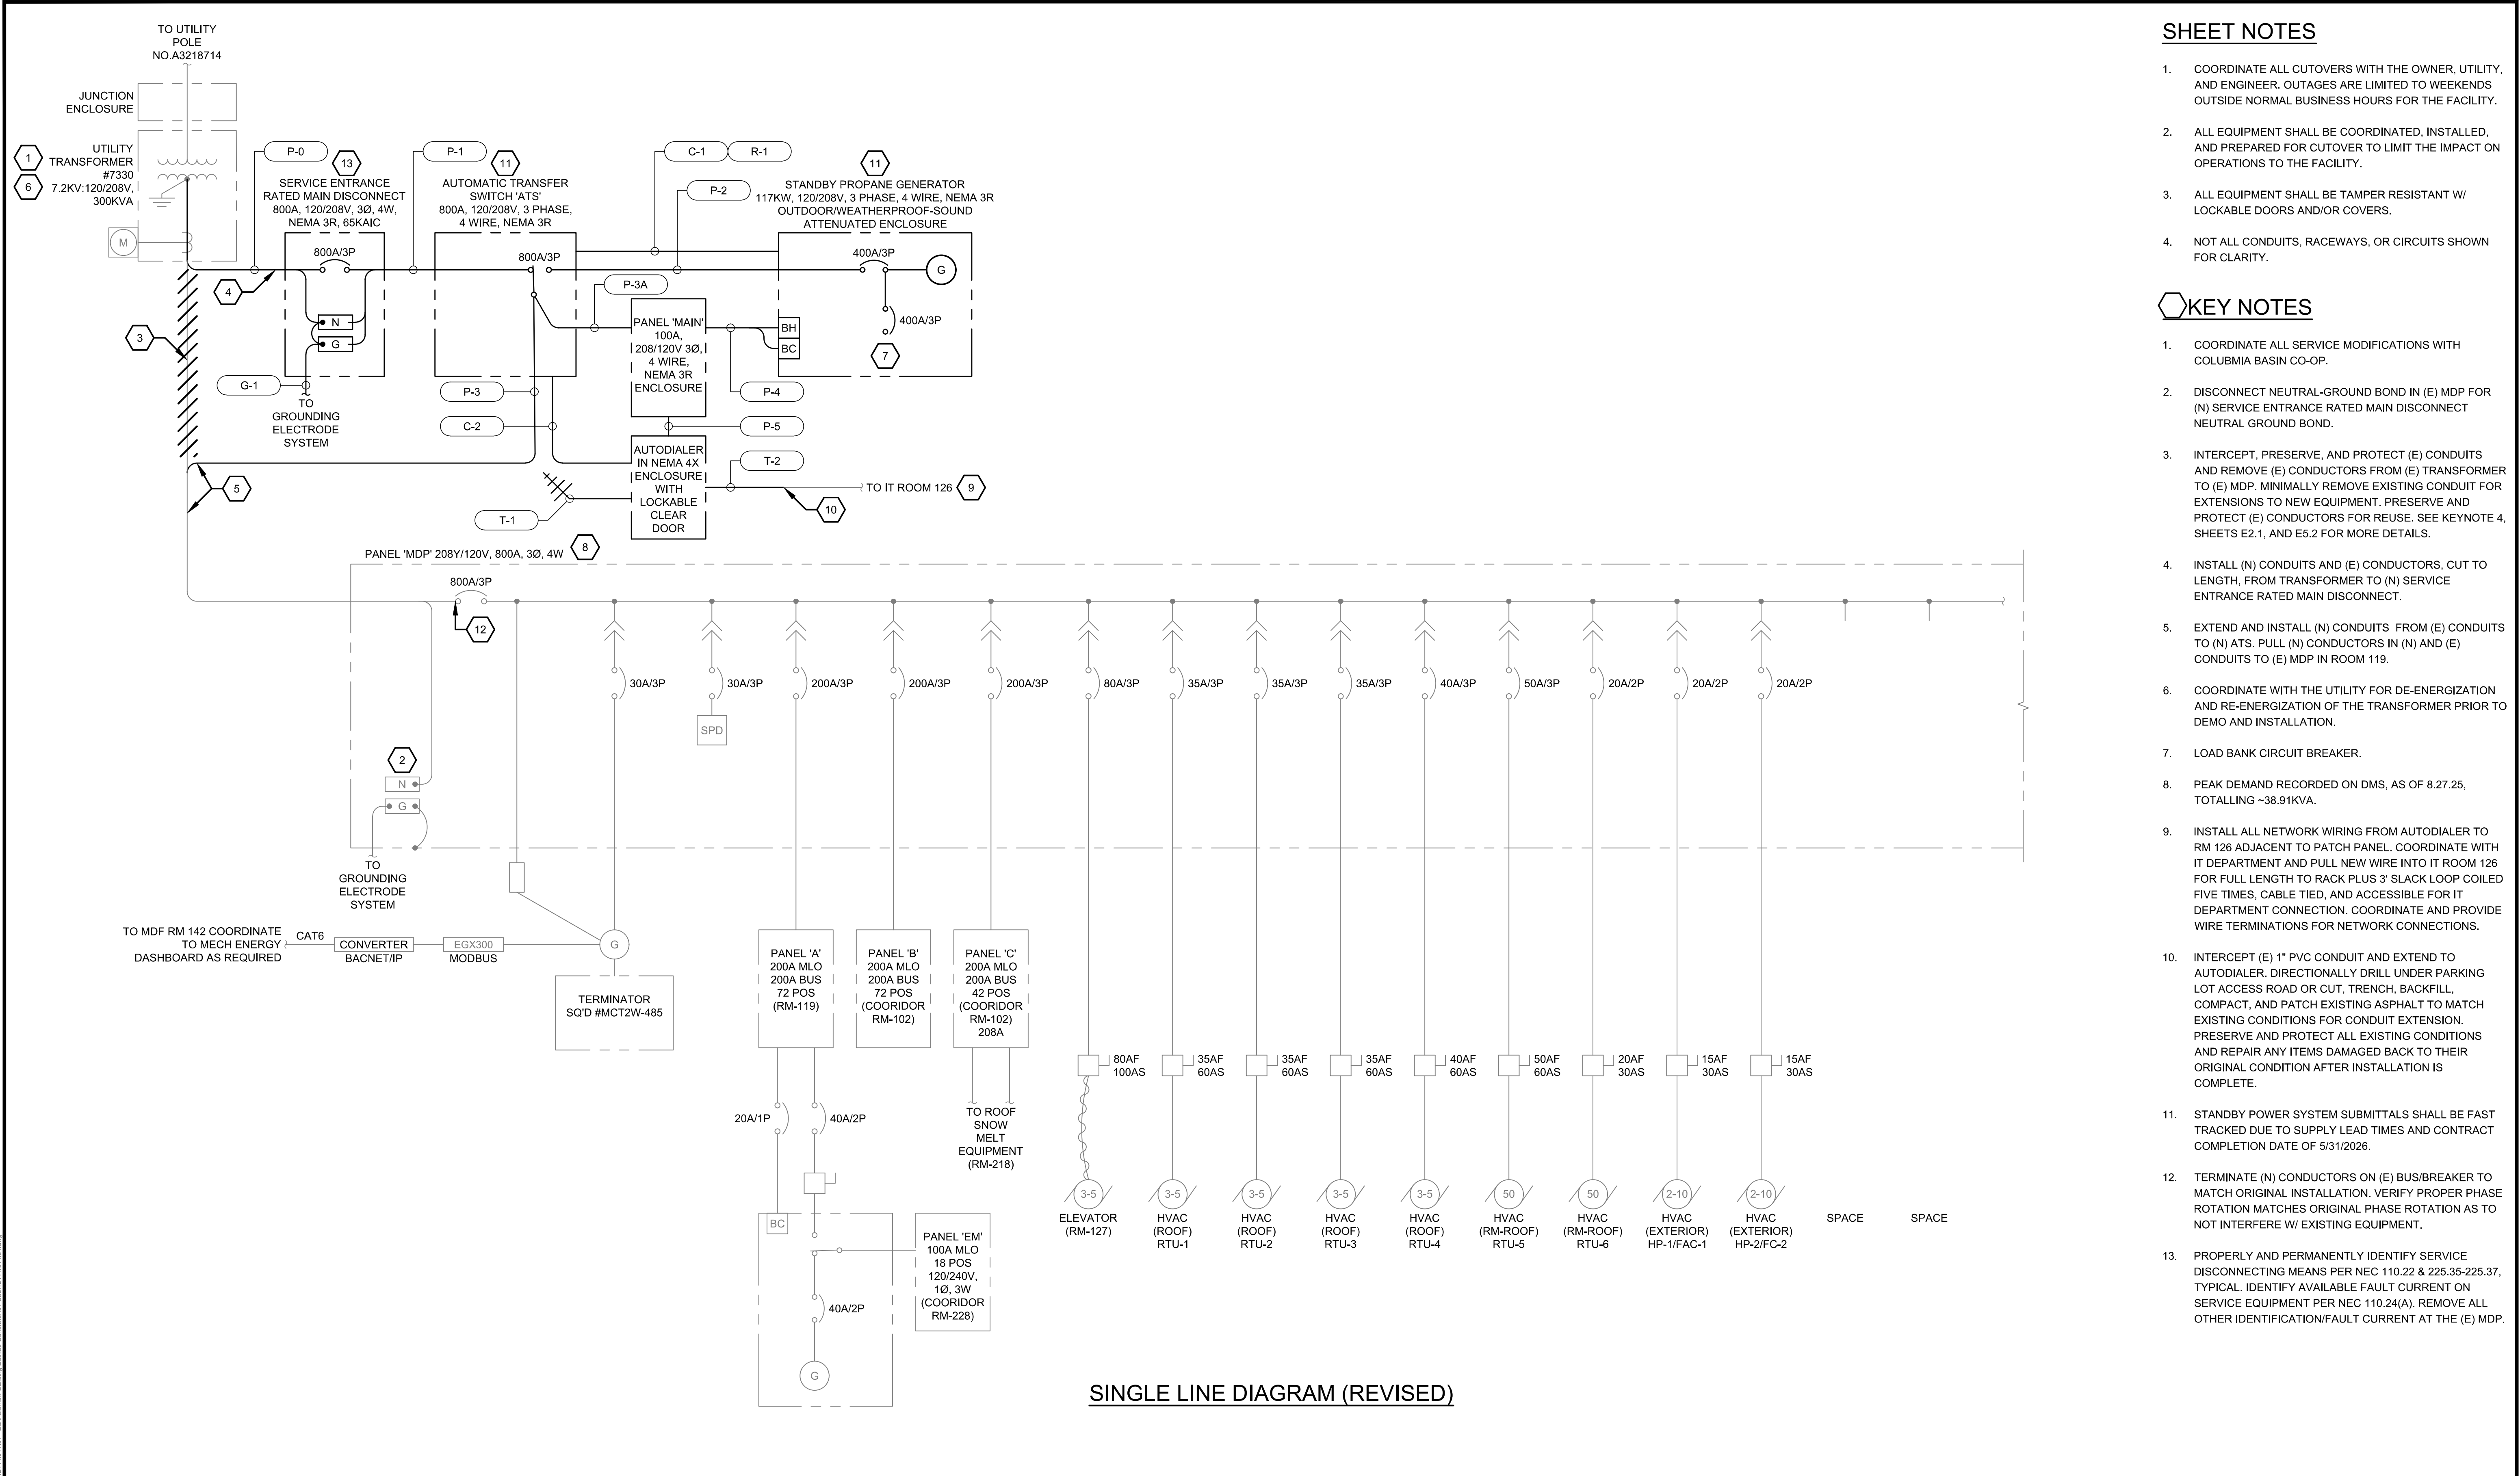 TO UTILITY
POLE
NO.A3218714
JUNCTION
ENCLOSURE
1
6
UTILITY
TRANSFORMER
#7330
7.2KV:120/208V,
300KVA
M
P-0
13
SERVICE ENTRANCE
RATED MAIN DISCONNECT
800A, 120/208V, 3Ø, 4W,
NEMA 3R, 65KAIC
800A/3P
N
G
P-1
11
AUTOMATIC TRANSFER
SWITCH 'ATS'
800A, 120/208V, 3 PHASE,
4 WIRE, NEMA 3R
800A/3P
C-1
R-1
P-2
11
STANDBY PROPANE GENERATOR
117KW, 120/208V, 3 PHASE, 4 WIRE, NEMA 3R
OUTDOOR/WEATHERPROOF-SOUND
ATTENUATED ENCLOSURE
400A/3P
G
400A/3P
7
BH
BC
P-3A
PANEL 'MAIN'
100A,
208/120V 3Ø,
4 WIRE,
NEMA 3R
ENCLOSURE
4
3
G-1
TO
GROUNDING
ELECTRODE
SYSTEM
P-3
C-2
P-4
P-5
AUTODIALER
IN NEMA 4X
ENCLOSURE
WITH
LOCKABLE
CLEAR
DOOR
T-2
TO IT ROOM 126
9
10
5
T-1
PANEL 'MDP' 208Y/120V, 800A, 3Ø, 4W
8
800A/3P
12
30A/3P
30A/3P
200A/3P
200A/3P
200A/3P
80A/3P
35A/3P
35A/3P
35A/3P
40A/3P
50A/3P
20A/2P
20A/2P
20A/2P
SPD
2
N
G
TO
GROUNDING
ELECTRODE
SYSTEM
TO MDF RM 142 COORDINATE
TO MECH ENERGY
DASHBOARD AS REQUIRED
CAT6
CONVERTER
BACNET/IP
EGX300
MODBUS
G
TERMINATOR
SQ'D #MCT2W-485
PANEL 'A'
200A MLO
200A BUS
72 POS
(RM-119)
PANEL 'B'
200A MLO
200A BUS
72 POS
(COORIDOR
RM-102)
PANEL 'C'
200A MLO
200A BUS
42 POS
(COORIDOR
RM-102)
208A
20A/1P
40A/2P
TO ROOF
SNOW
MELT
EQUIPMENT
(RM-218)
BC
40A/2P
G
PANEL 'EM'
100A MLO
18 POS
120/240V,
1Ø, 3W
(COORIDOR
RM-228)
80AF
100AS
35AF
60AS
35AF
60AS
35AF
60AS
40AF
60AS
50AF
60AS
20AF
30AS
15AF
30AS
15AF
30AS
3-5
ELEVATOR
(RM-127)
3-5
HVAC
(ROOF)
RTU-1
3-5
HVAC
(ROOF)
RTU-2
3-5
HVAC
(ROOF)
RTU-3
3-5
HVAC
(ROOF)
RTU-4
50
HVAC
(RM-ROOF)
RTU-5
50
HVAC
(RM-ROOF)
RTU-6
2-10
HVAC
(EXTERIOR)
HP-1/FAC-1
2-10
HVAC
(EXTERIOR)
HP-2/FC-2
SPACE
SPACE
SINGLE LINE DIAGRAM (REVISED)
SHEET NOTES
1. COORDINATE ALL CUTOVERS WITH THE OWNER, UTILITY,
AND ENGINEER. OUTAGES ARE LIMITED TO WEEKENDS
OUTSIDE NORMAL BUSINESS HOURS FOR THE FACILITY.
2. ALL EQUIPMENT SHALL BE COORDINATED, INSTALLED,
AND PREPARED FOR CUTOVER TO LIMIT THE IMPACT ON
OPERATIONS TO THE FACILITY.
3. ALL EQUIPMENT SHALL BE TAMPER RESISTANT W/
LOCKABLE DOORS AND/OR COVERS.
4. NOT ALL CONDUITS, RACEWAYS, OR CIRCUITS SHOWN
FOR CLARITY.
KEY NOTES
1. COORDINATE ALL SERVICE MODIFICATIONS WITH
COLUBMIA BASIN CO-OP.
2. DISCONNECT NEUTRAL-GROUND BOND IN (E) MDP FOR
(N) SERVICE ENTRANCE RATED MAIN DISCONNECT
NEUTRAL GROUND BOND.
3. INTERCEPT, PRESERVE, AND PROTECT (E) CONDUITS
AND REMOVE (E) CONDUCTORS FROM (E) TRANSFORMER
TO (E) MDP. MINIMALLY REMOVE EXISTING CONDUIT FOR
EXTENSIONS TO NEW EQUIPMENT. PRESERVE AND
PROTECT (E) CONDUCTORS FOR REUSE. SEE KEYNOTE 4,
SHEETS E2.1, AND E5.2 FOR MORE DETAILS.
4. INSTALL (N) CONDUITS AND (E) CONDUCTORS, CUT TO
LENGTH, FROM TRANSFORMER TO (N) SERVICE
ENTRANCE RATED MAIN DISCONNECT.
5. EXTEND AND INSTALL (N) CONDUITS FROM (E) CONDUITS
TO (N) ATS. PULL (N) CONDUCTORS IN (N) AND (E)
CONDUITS TO (E) MDP IN ROOM 119.
6. COORDINATE WITH THE UTILITY FOR DE-ENERGIZATION
AND RE-ENERGIZATION OF THE TRANSFORMER PRIOR TO
DEMO AND INSTALLATION.
7. LOAD BANK CIRCUIT BREAKER.
8. PEAK DEMAND RECORDED ON DMS, AS OF 8.27.25,
TOTALLING ~38.91KVA.
9. INSTALL ALL NETWORK WIRING FROM AUTODIALER TO
RM 126 ADJACENT TO PATCH PANEL. COORDINATE WITH
IT DEPARTMENT AND PULL NEW WIRE INTO IT ROOM 126
FOR FULL LENGTH TO RACK PLUS 3' SLACK LOOP COILED
FIVE TIMES, CABLE TIED, AND ACCESSIBLE FOR IT
DEPARTMENT CONNECTION. COORDINATE AND PROVIDE
WIRE TERMINATIONS FOR NETWORK CONNECTIONS.
10. INTERCEPT (E) 1" PVC CONDUIT AND EXTEND TO
AUTODIALER. DIRECTIONALLY DRILL UNDER PARKING
LOT ACCESS ROAD OR CUT, TRENCH, BACKFILL,
COMPACT, AND PATCH EXISTING ASPHALT TO MATCH
EXISTING CONDITIONS FOR CONDUIT EXTENSION.
PRESERVE AND PROTECT ALL EXISTING CONDITIONS
AND REPAIR ANY ITEMS DAMAGED BACK TO THEIR
ORIGINAL CONDITION AFTER INSTALLATION IS
COMPLETE.
11. STANDBY POWER SYSTEM SUBMITTALS SHALL BE FAST
TRACKED DUE TO SUPPLY LEAD TIMES AND CONTRACT
COMPLETION DATE OF 5/31/2026.
12. TERMINATE (N) CONDUCTORS ON (E) BUS/BREAKER TO
MATCH ORIGINAL INSTALLATION. VERIFY PROPER PHASE
ROTATION MATCHES ORIGINAL PHASE ROTATION AS TO
NOT INTERFERE W/ EXISTING EQUIPMENT.
13. PROPERLY AND PERMANENTLY IDENTIFY SERVICE
DISCONNECTING MEANS PER NEC 110.22 & 225.35-225.37,
TYPICAL. IDENTIFY AVAILABLE FAULT CURRENT ON
SERVICE EQUIPMENT PER NEC 110.24(A). REMOVE ALL
OTHER IDENTIFICATION/FAULT CURRENT AT THE (E) MDP.